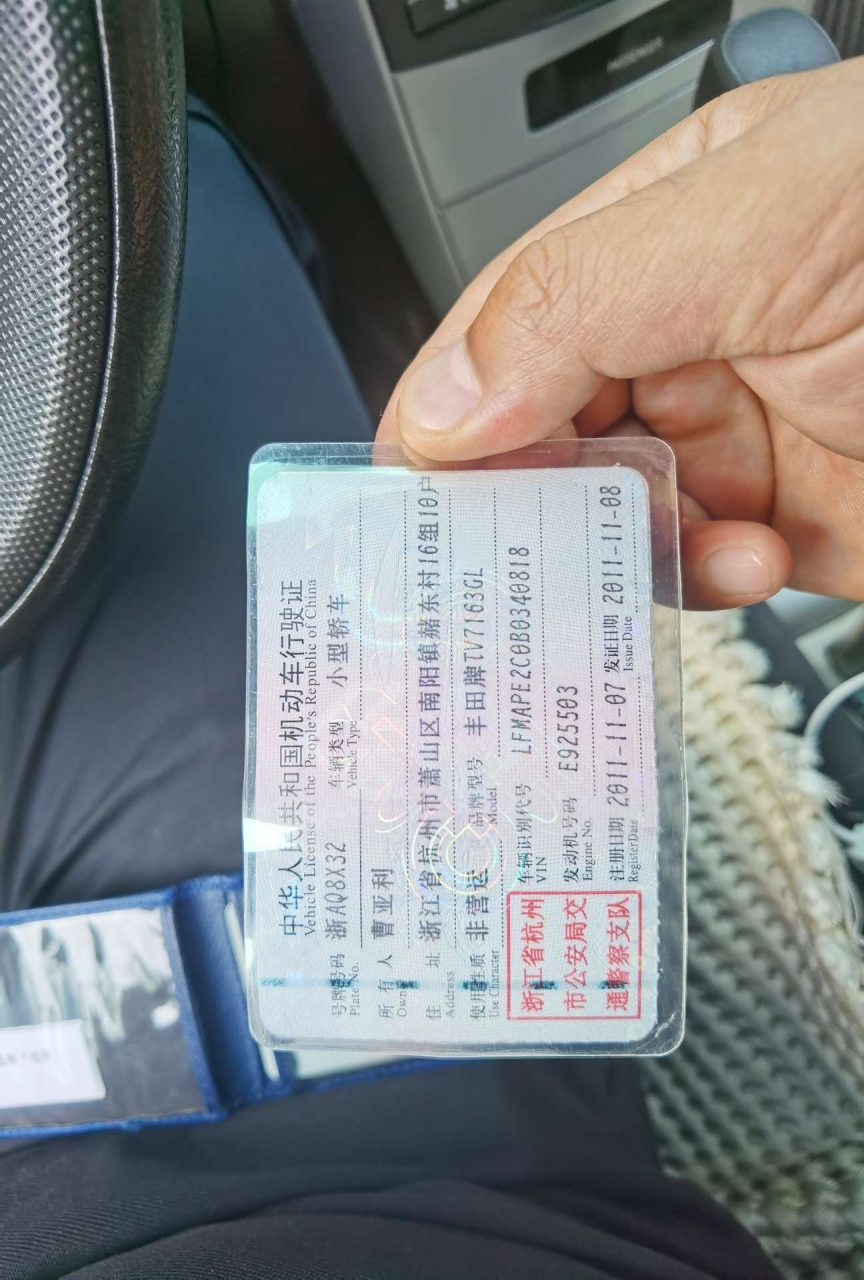 中华人民共和国机动车行驶证
Vehicle License of the People's Republic of China
号牌号码 浙AQ8X32 车辆类型 小型轿车
Plate No. Vehicle Type
所有人 曹亚利
Owner
住址 浙江省杭州市萧山区南阳镇赭东村16组10户
Address
使用性质 非营运 品牌型号 丰田牌TV7163GL
Use Character Model
浙江省杭州
市公安局交
通警察支队
车辆识别代号 LFMAPE2C0B0340818
VIN
发动机号码 E925503
Engine No.
注册日期 2011-11-07 发证日期 2011-11-08
Register Date Issue Date
PASSENGER